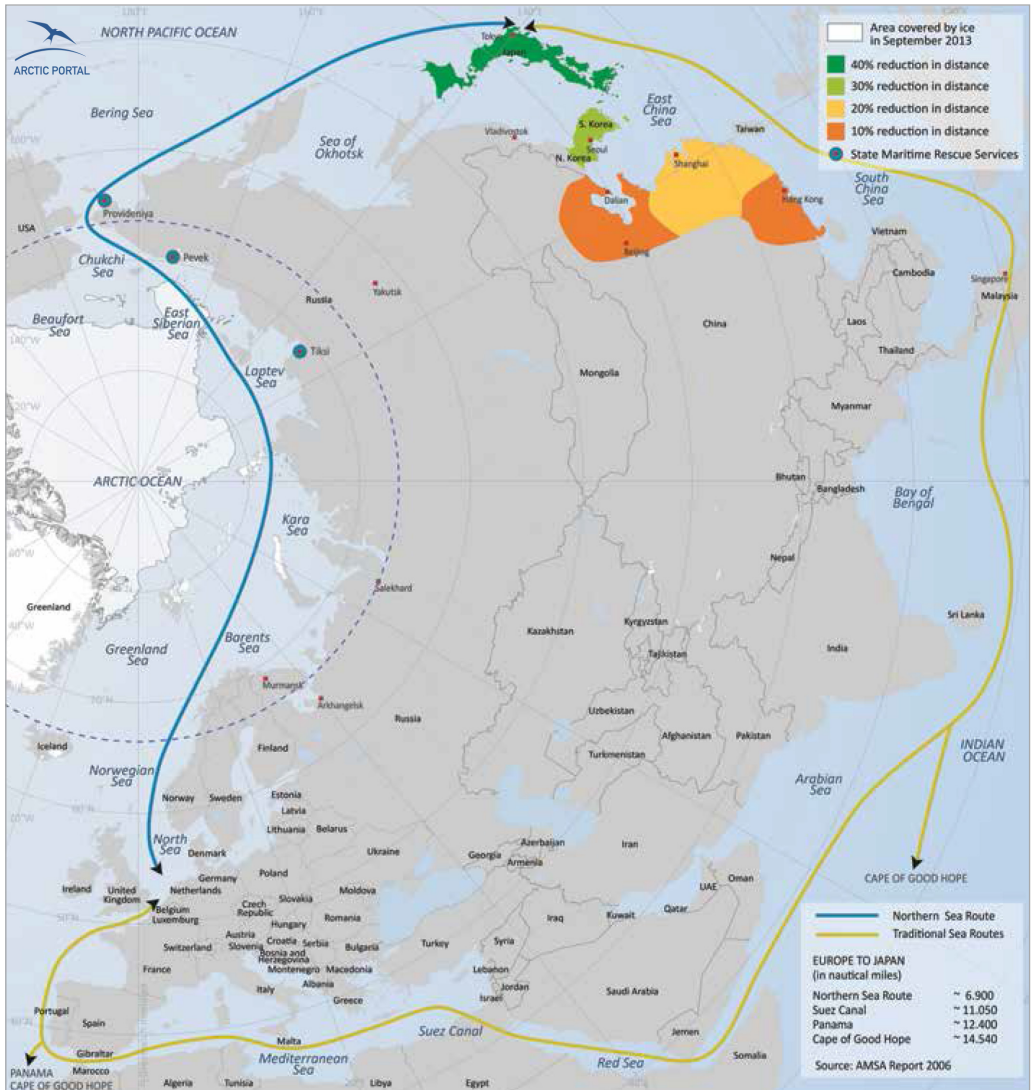 ARCTIC PORTAL
NORTH PACIFIC OCEAN
Tokyo
Japan
Area covered by ice
in September 2013
40% reduction in distance
30% reduction in distance
20% reduction in distance
10% reduction in distance
State Maritime Rescue Services
Bering Sea
Sea of
Okhotsk
East
China
Sea
Vladivostok
S. Korea
Seoul
N. Korea
Taiwan
Shanghai
South
China
Sea
Dalian
Hong Kong
Beijing
Provideniya
USA
Chukchi
Sea
Pevek
Vietnam
Cambodia
Singapore
Malaysia
Yakutsk
Russia
East
Siberian
Sea
Beaufort
Sea
China
Laos
Thailand
Tiksi
Laptev
Sea
Mongolia
Myanmar
ARCTIC OCEAN
Bhutan
Bangladesh
Bay of
Bengal
Kara
Sea
Nepal
Salekhard
Greenland
Sri Lanka
Kazakhstan
Kyrgyzstan
Tajikistan
India
Greenland
Sea
Barents
Sea
Murmansk
Arkhangelsk
70°N
Russia
Uzbekistan
Turkmenistan
Afghanistan
Pakistan
Iceland
Finland
INDIAN
OCEAN
Norwegian
Sea
Arabian
Sea
Norway
Sweden
Estonia
Latvia
Lithuania
Belarus
North
Sea
Denmark
Ukraine
Georgia
Azerbaijan
Armenia
Iran
CAPE OF GOOD HOPE
Ireland
United
Kingdom
Netherlands
Germany
Poland
Belgium
Luxemburg
Czech
Republic
Slovakia
Moldova
Hungary
Romania
UAE
Oman
Qatar
Kuwait
Iraq
50°N
Switzerland
Austria
Slovenia
Croatia
Serbia
Bosnia and
Herzegovina
Bulgaria
Turkey
Syria
France
Montenegro
Macedonia
Albania
Italy
Greece
Lebanon
Jordan
Israel
Saudi Arabia
Portugal
Spain
Gibraltar
Marocco
Malta
Mediterranean
Sea
Suez Canal
Red Sea
Jemen
Somalia
PANAMA
CAPE OF GOOD HOPE
Algeria
Tunisia
Libya
Egypt
Northern Sea Route
Traditional Sea Routes
EUROPE TO JAPAN
(in nautical miles)
Northern Sea Route ~ 6.900
Suez Canal ~ 11.050
Panama ~ 12.400
Cape of Good Hope ~ 14.540
Source: AMSA Report 2006